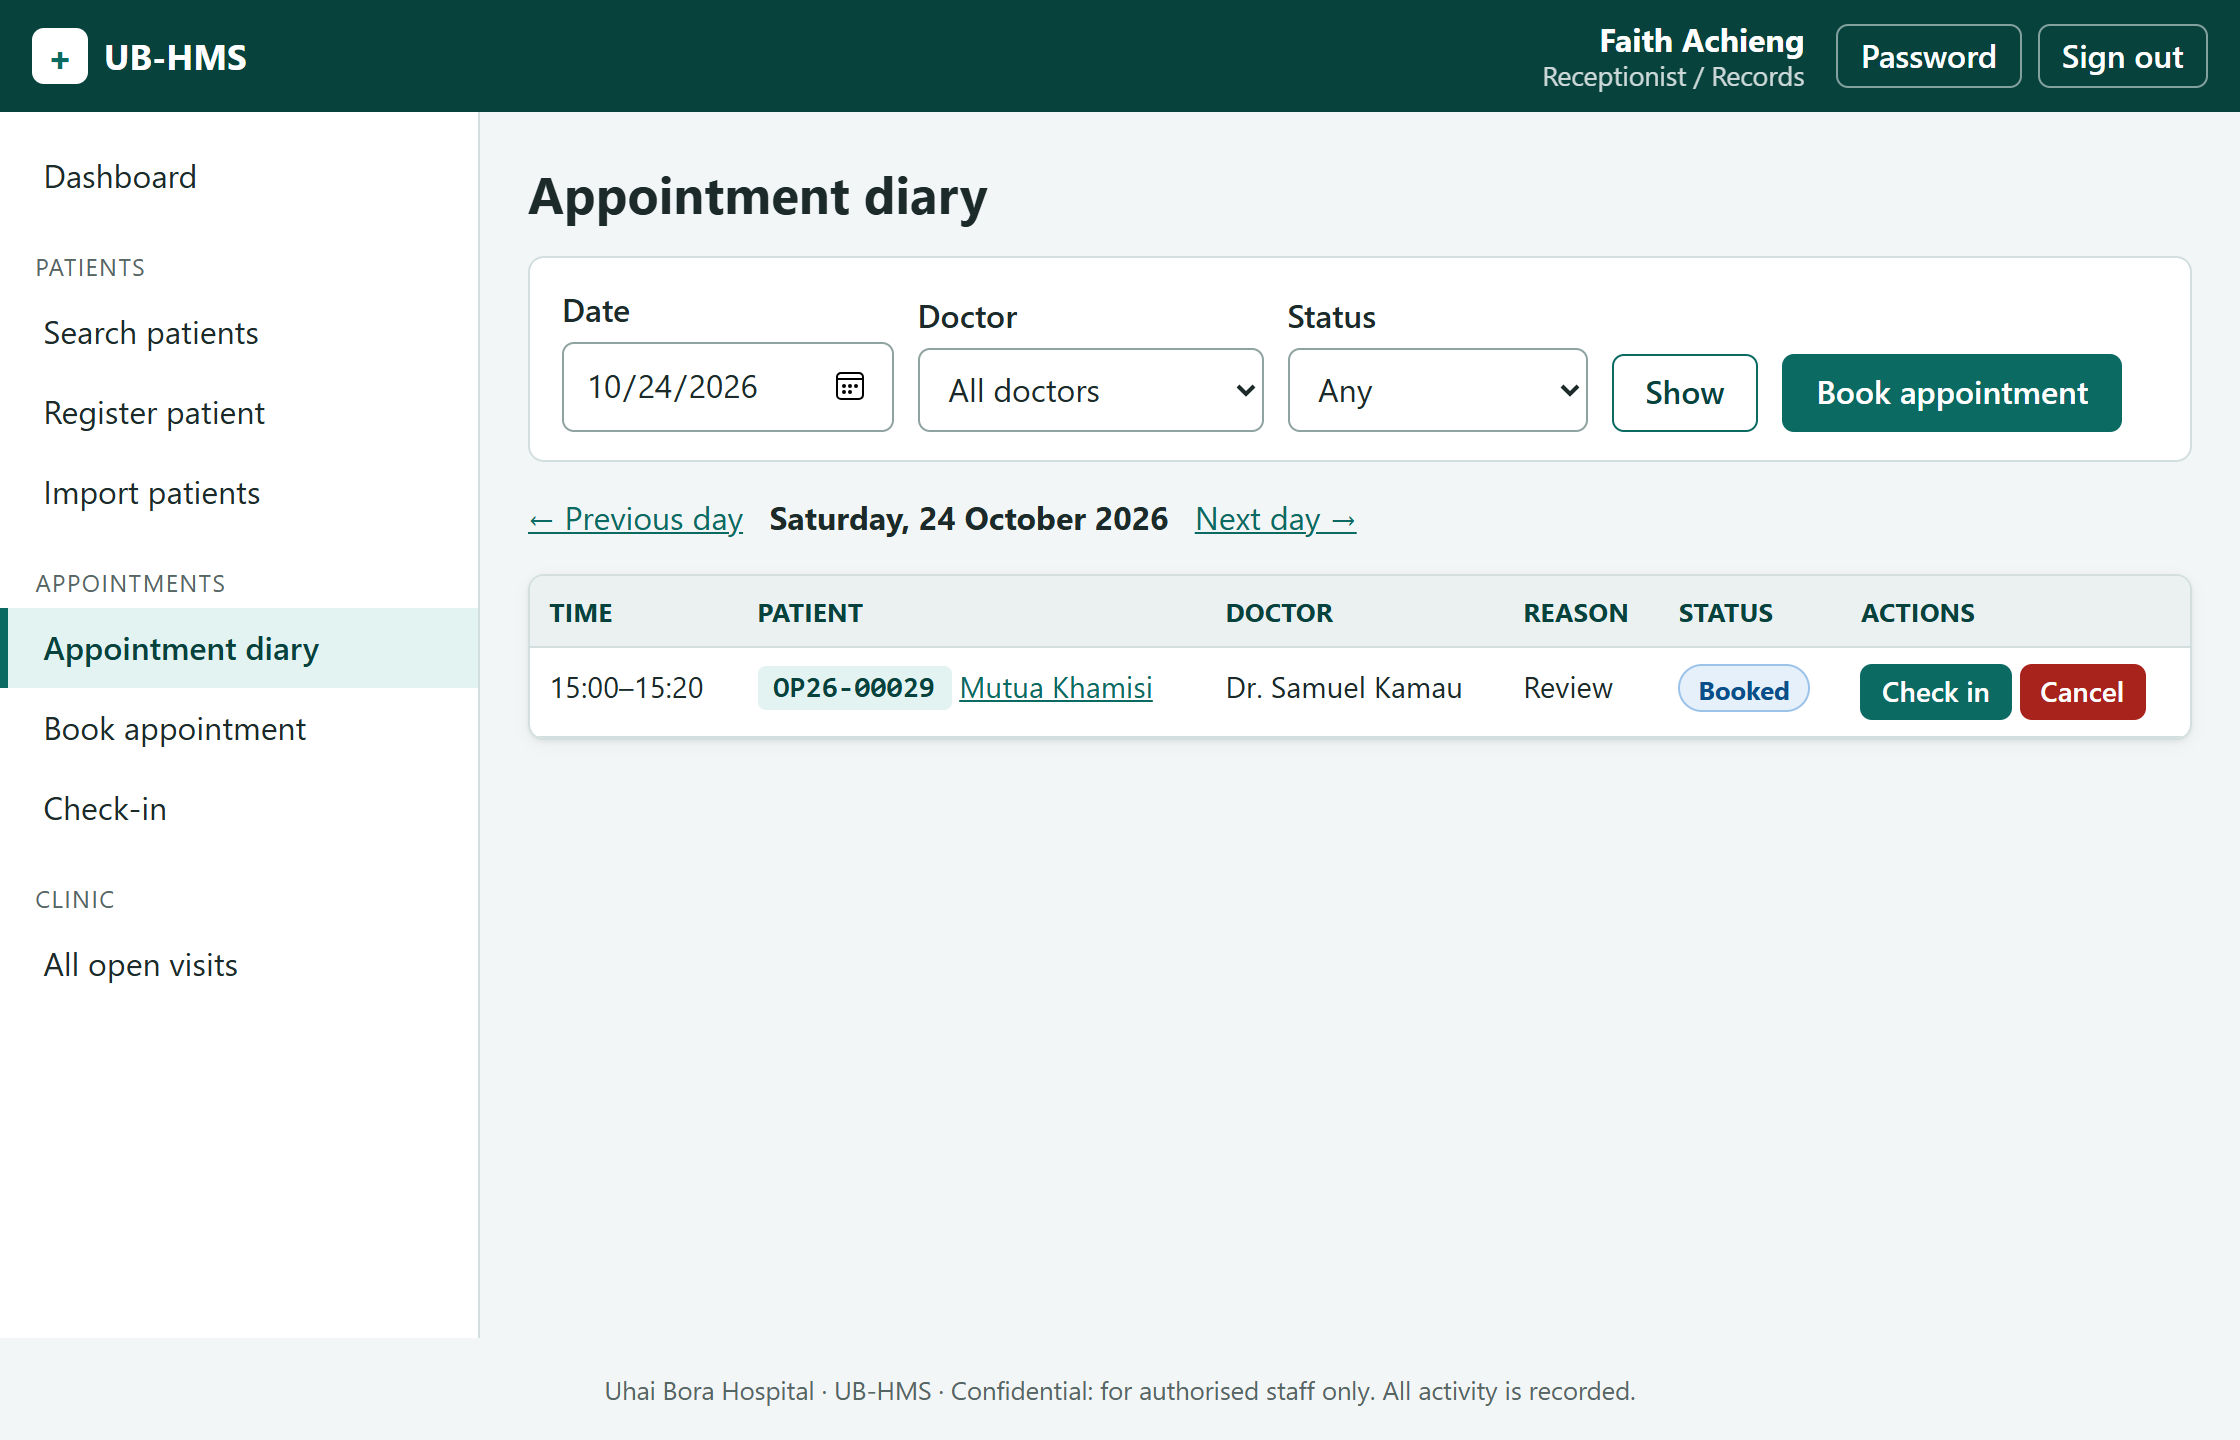 + UB-HMS
Faith Achieng
Receptionist / Records
Password
Sign out
Dashboard
PATIENTS
Search patients
Register patient
Import patients
APPOINTMENTS
Appointment diary
Book appointment
Check-in
CLINIC
All open visits
Appointment diary
Date
Doctor
Status
10/24/2026
All doctors
Any
Show
Book appointment
← Previous day Saturday, 24 October 2026 Next day →
TIME PATIENT DOCTOR REASON STATUS ACTIONS
15:00–15:20 OP26-00029 Mutua Khamisi Dr. Samuel Kamau Review Booked Check in Cancel
Uhai Bora Hospital · UB-HMS · Confidential: for authorised staff only. All activity is recorded.